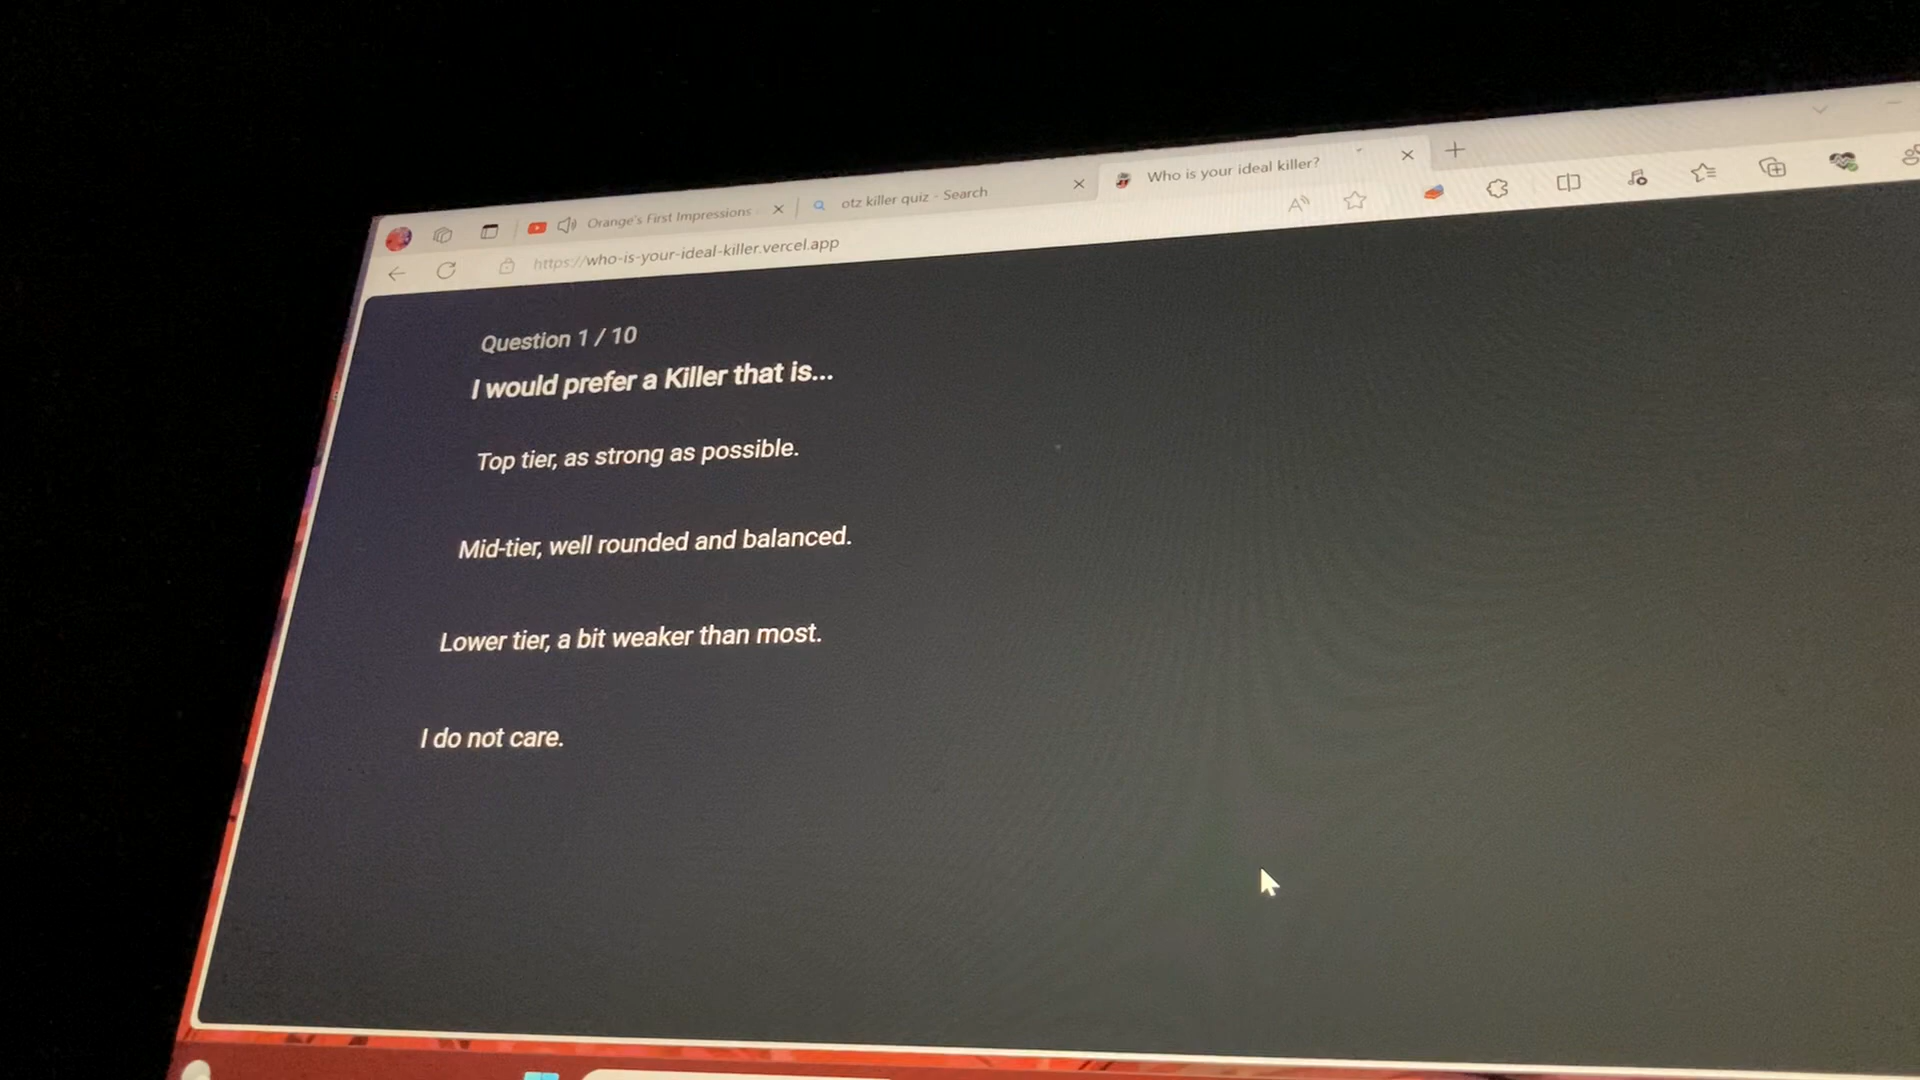 Orange's First Impressions
otz killer quiz - Search
Who is your ideal killer?
https://who-is-your-ideal-killer.vercel.app
Question 1 / 10
I would prefer a Killer that is...
Top tier, as strong as possible.
Mid-tier, well rounded and balanced.
Lower tier, a bit weaker than most.
I do not care.